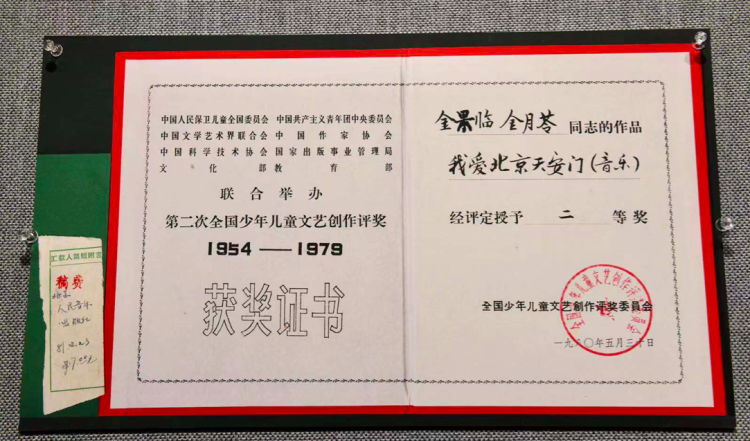 中国人民保卫儿童全国委员会 中国共产主义青年团中央委员会
中国文学艺术界联合会 中国作家协会
中国科学技术协会 国家出版事业管理局
文化部 教育部
联合举办
第二次全国少年儿童文艺创作评奖
1954——1979
获奖证书
金果临 金月苓 同志的作品
我爱北京天安门(音乐)
经评定授予 二 等奖
全国少年儿童文艺创作评奖委员会
一九八〇年五月三十日
稿费
人民音乐
出版社